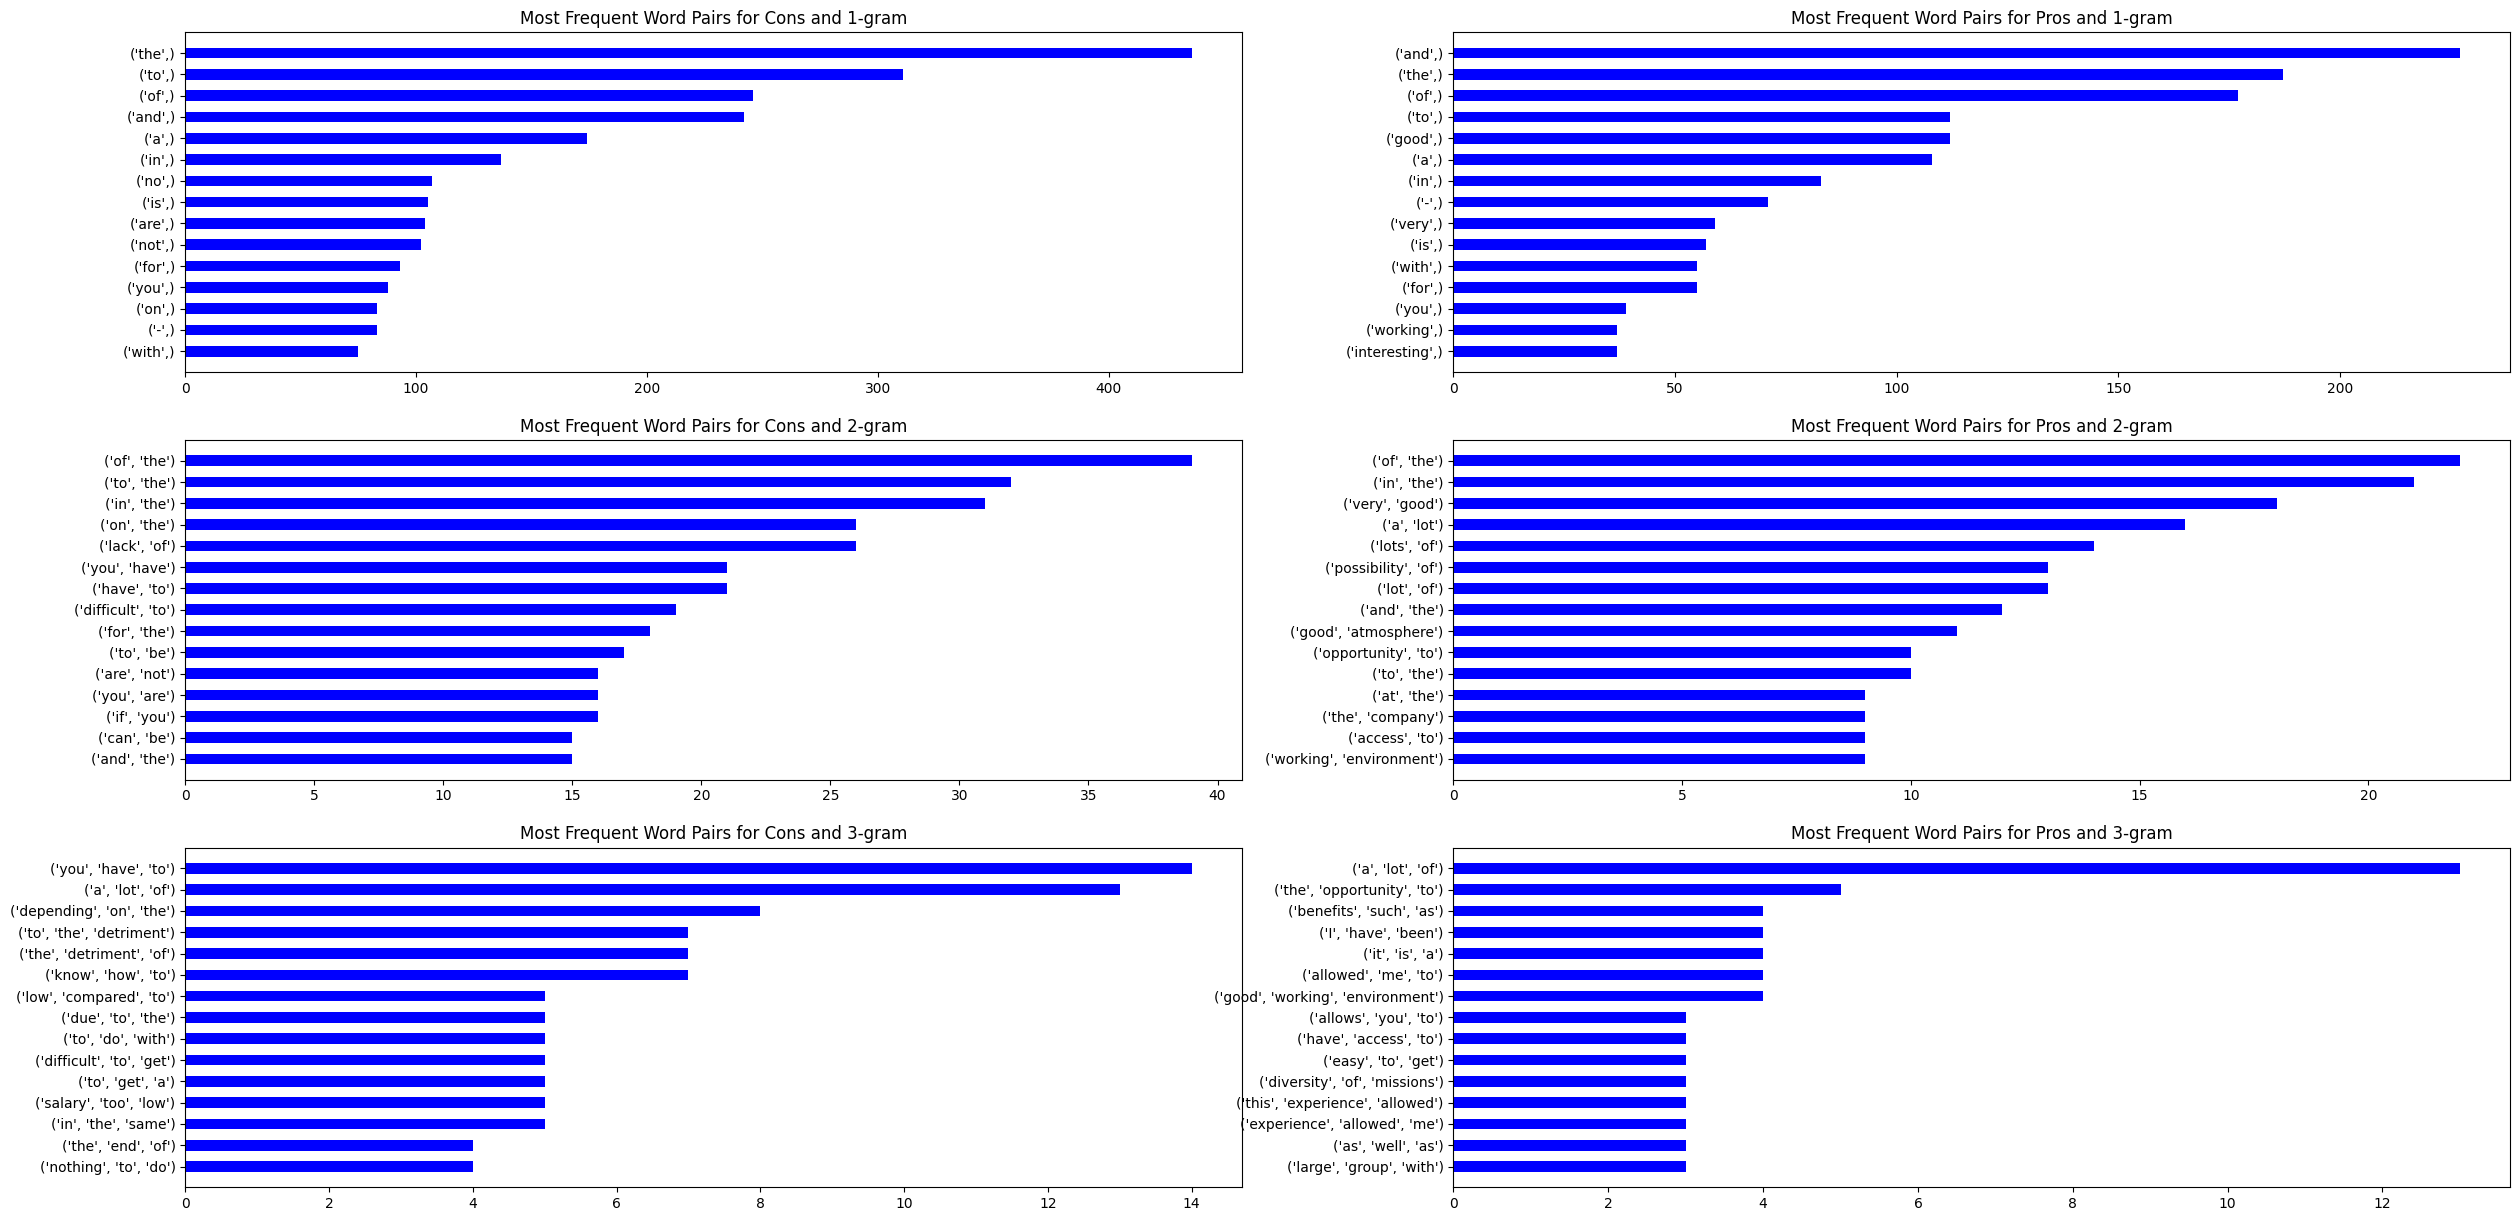 Most Frequent Word Pairs for Cons and 1-gram
('the',)
('to',)
('of',)
('and',)
('a',)
('in',)
('no',)
('is',)
('are',)
('not',)
('for',)
('you',)
('on',)
('-',)
('with',)
0 100 200 300 400
Most Frequent Word Pairs for Pros and 1-gram
('and',)
('the',)
('of',)
('to',)
('good',)
('a',)
('in',)
('-',)
('very',)
('is',)
('with',)
('for',)
('you',)
('working',)
('interesting',)
0 50 100 150 200
Most Frequent Word Pairs for Cons and 2-gram
('of', 'the')
('to', 'the')
('in', 'the')
('on', 'the')
('lack', 'of')
('you', 'have')
('have', 'to')
('difficult', 'to')
('for', 'the')
('to', 'be')
('are', 'not')
('you', 'are')
('if', 'you')
('can', 'be')
('and', 'the')
0 5 10 15 20 25 30 35 40
Most Frequent Word Pairs for Pros and 2-gram
('of', 'the')
('in', 'the')
('very', 'good')
('a', 'lot')
('lots', 'of')
('possibility', 'of')
('lot', 'of')
('and', 'the')
('good', 'atmosphere')
('opportunity', 'to')
('to', 'the')
('at', 'the')
('the', 'company')
('access', 'to')
('working', 'environment')
0 5 10 15 20
Most Frequent Word Pairs for Cons and 3-gram
('you', 'have', 'to')
('a', 'lot', 'of')
('depending', 'on', 'the')
('to', 'the', 'detriment')
('the', 'detriment', 'of')
('know', 'how', 'to')
('low', 'compared', 'to')
('due', 'to', 'the')
('to', 'do', 'with')
('difficult', 'to', 'get')
('to', 'get', 'a')
('salary', 'too', 'low')
('in', 'the', 'same')
('the', 'end', 'of')
('nothing', 'to', 'do')
0 2 4 6 8 10 12 14
Most Frequent Word Pairs for Pros and 3-gram
('a', 'lot', 'of')
('the', 'opportunity', 'to')
('benefits', 'such', 'as')
('I', 'have', 'been')
('it', 'is', 'a')
('allowed', 'me', 'to')
('good', 'working', 'environment')
('allows', 'you', 'to')
('have', 'access', 'to')
('easy', 'to', 'get')
('diversity', 'of', 'missions')
('this', 'experience', 'allowed')
('experience', 'allowed', 'me')
('as', 'well', 'as')
('large', 'group', 'with')
0 2 4 6 8 10 12